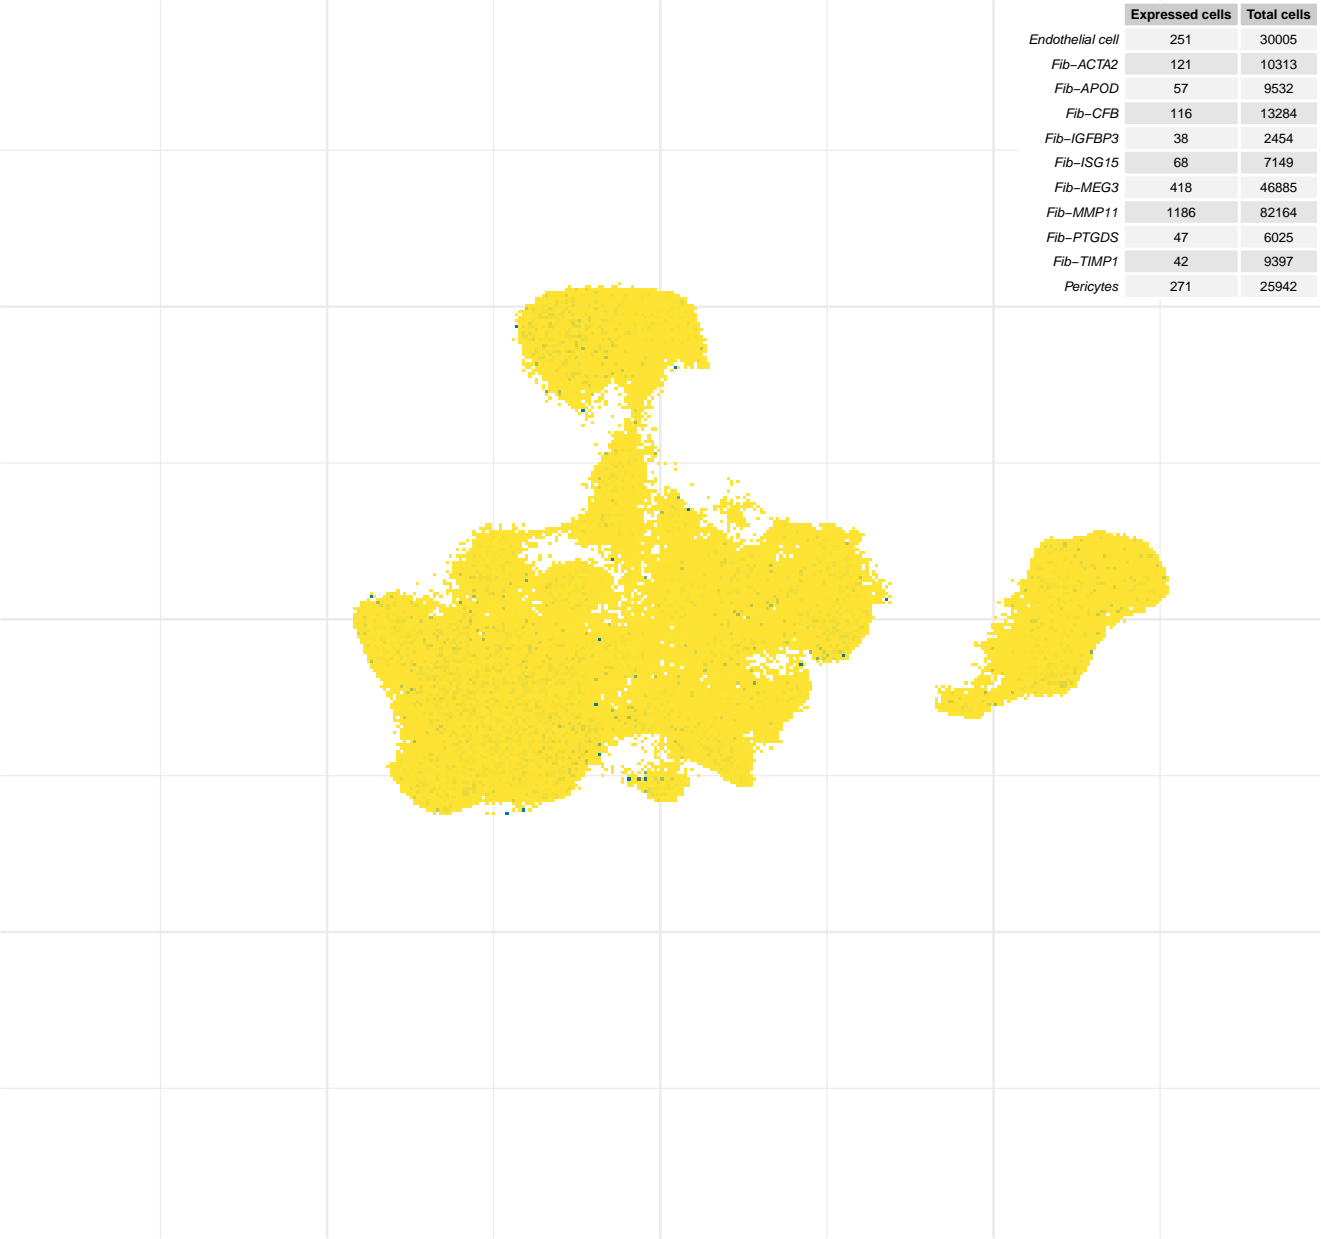 Expressed cells Total cells
Endothelial cell 251 30005
Fib−ACTA2 121 10313
Fib−APOD 57 9532
Fib−CFB 116 13284
Fib−IGFBP3 38 2454
Fib−ISG15 68 7149
Fib−MEG3 418 46885
Fib−MMP11 1186 82164
Fib−PTGDS 47 6025
Fib−TIMP1 42 9397
Pericytes 271 25942